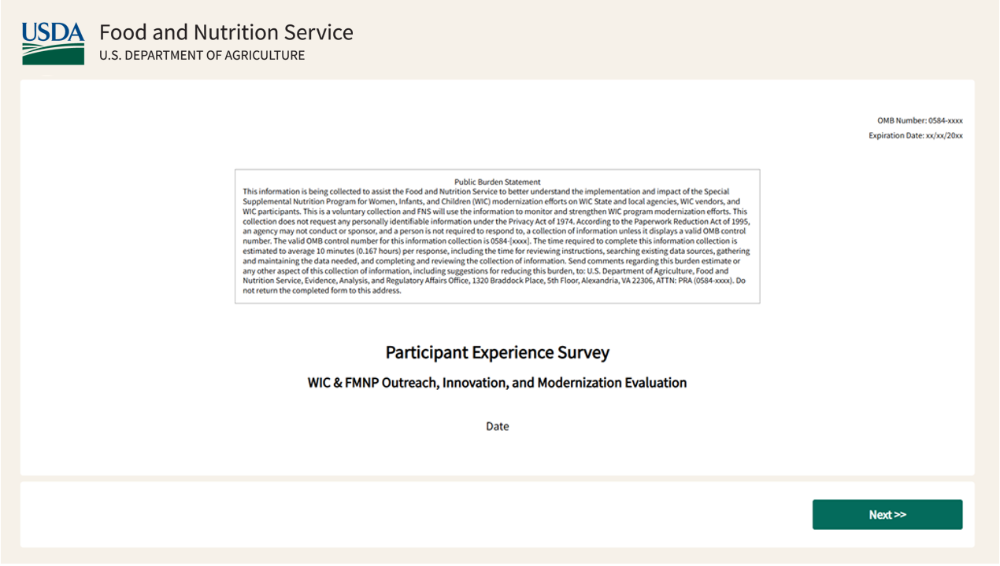 USDA
Food and Nutrition Service
U.S. DEPARTMENT OF AGRICULTURE
OMB Number: 0584-xxxx
Expiration Date: xx/xx/20xx
Public Burden Statement
This information is being collected to assist the Food and Nutrition Service to better understand the implementation and impact of the Special
Supplemental Nutrition Program for Women, Infants, and Children (WIC) modernization efforts on WIC State and local agencies, WIC vendors, and
WIC participants. This is a voluntary collection and FNS will use the information to monitor and strengthen WIC program modernization efforts. This
collection does not request any personally identifiable information under the Privacy Act of 1974. According to the Paperwork Reduction Act of 1995,
an agency may not conduct or sponsor, and a person is not required to respond to, a collection of information unless it displays a valid OMB control
number. The valid OMB control number for this information collection is 0584-[xxxx]. The time required to complete this information collection is
estimated to average 10 minutes (0.167 hours) per response, including the time for reviewing instructions, searching existing data sources, gathering
and maintaining the data needed, and completing and reviewing the collection of information. Send comments regarding this burden estimate or
any other aspect of this collection of information, including suggestions for reducing this burden, to: U.S. Department of Agriculture, Food and
Nutrition Service, Evidence, Analysis, and Regulatory Affairs Office, 1320 Braddock Place, 5th Floor, Alexandria, VA 22306, ATTN: PRA (0584-xxxx). Do
not return the completed form to this address.
Participant Experience Survey
WIC & FMNP Outreach, Innovation, and Modernization Evaluation
Date
Next >>